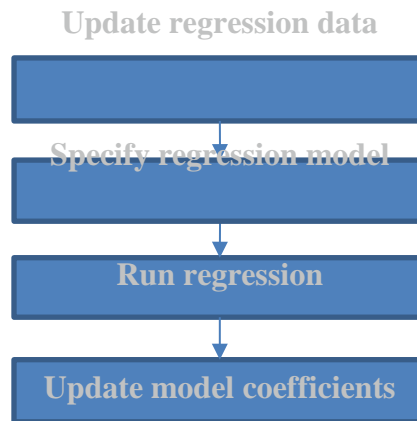 Update regression data
Specify regression model
Run regression
Update model coefficients